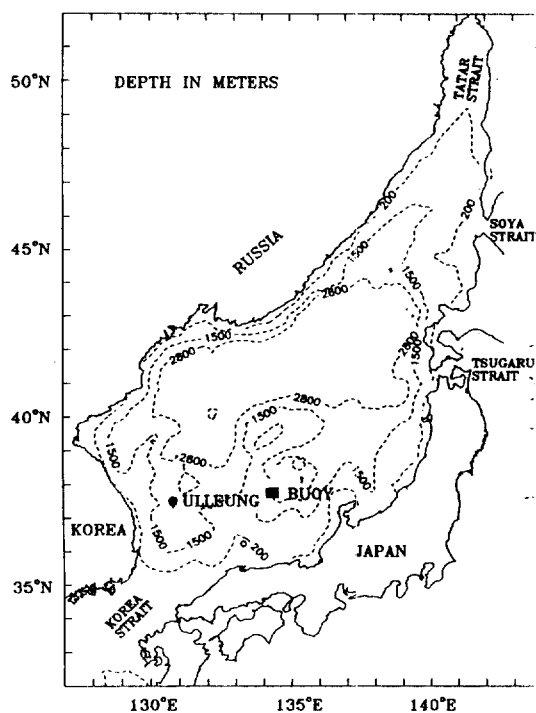 50°N
DEPTH IN METERS
TATAR
STRAIT
200
200
SOYA
STRAIT
45°N
RUSSIA
1500
1500
2800
1500
2800
2800
1500
TSUGARU
STRAIT
40°N
2800
1500
2800
1500
1500
ULLEUNG
BUOY
KOREA
1500
1500
200
JAPAN
35°N
KOREA
STRAIT
130°E
135°E
140°E